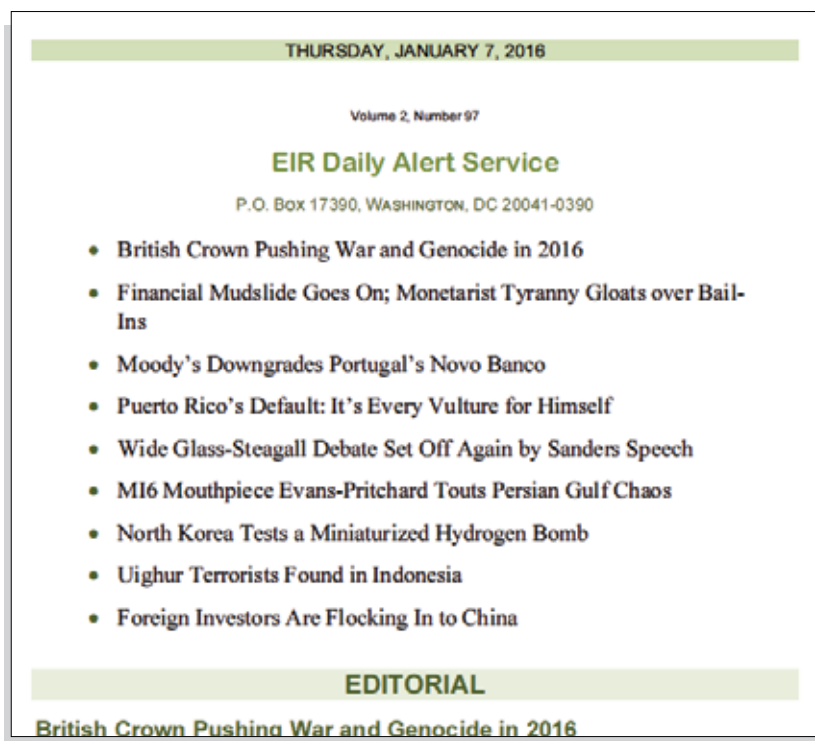 THURSDAY, JANUARY 7, 2016
Volume 2, Number 97
EIR Daily Alert Service
P.O. BOX 17390, WASHINGTON, DC 20041-0390
• British Crown Pushing War and Genocide in 2016
• Financial Mudslide Goes On; Monetarist Tyranny Gloats over Bail-
Ins
• Moody's Downgrades Portugal's Novo Banco
• Puerto Rico's Default: It's Every Vulture for Himself
• Wide Glass-Steagall Debate Set Off Again by Sanders Speech
• MI6 Mouthpiece Evans-Pritchard Touts Persian Gulf Chaos
• North Korea Tests a Miniaturized Hydrogen Bomb
• Uighur Terrorists Found in Indonesia
• Foreign Investors Are Flocking In to China
EDITORIAL
British Crown Pushing War and Genocide in 2016